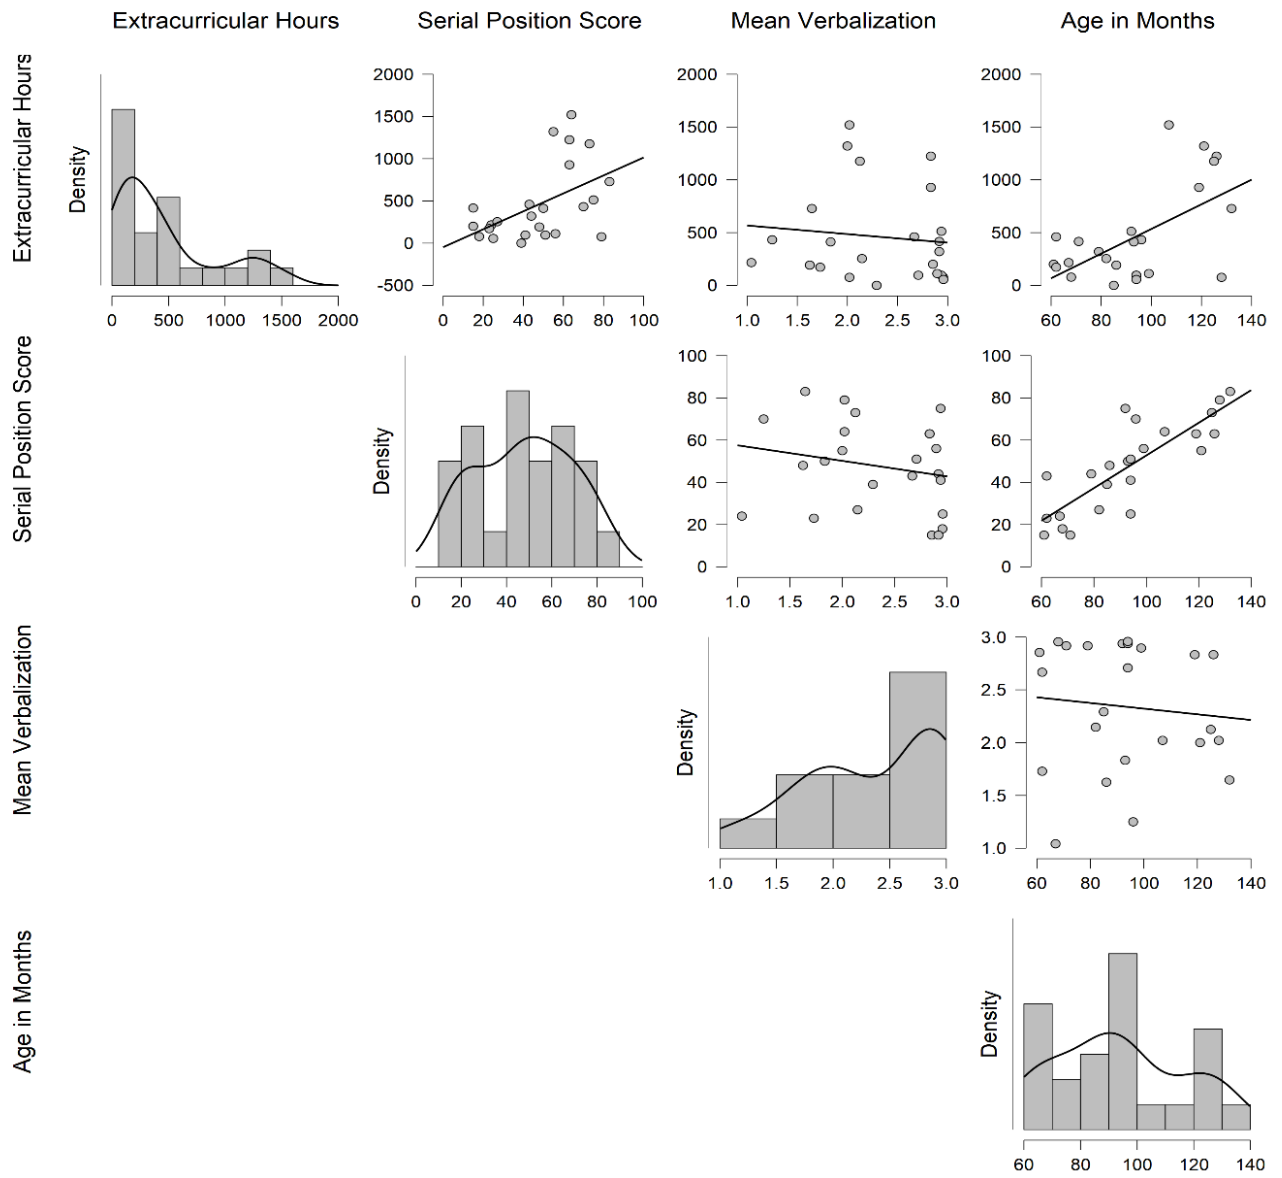 Extracurricular Hours Serial Position Score Mean Verbalization Age in Months
Extracurricular Hours
Density
0 500 1000 1500 2000
2000
1500
1000
500
0
-500
0 20 40 60 80 100
2000
1500
1000
500
0
1.0 1.5 2.0 2.5 3.0
2000
1500
1000
500
0
60 80 100 120 140
Serial Position Score
Density
0 20 40 60 80 100
100
80
60
40
20
0
1.0 1.5 2.0 2.5 3.0
100
80
60
40
20
0
60 80 100 120 140
Mean Verbalization
Density
1.0 1.5 2.0 2.5 3.0
3.0
2.5
2.0
1.5
1.0
60 80 100 120 140
Age in Months
Density
60 80 100 120 140